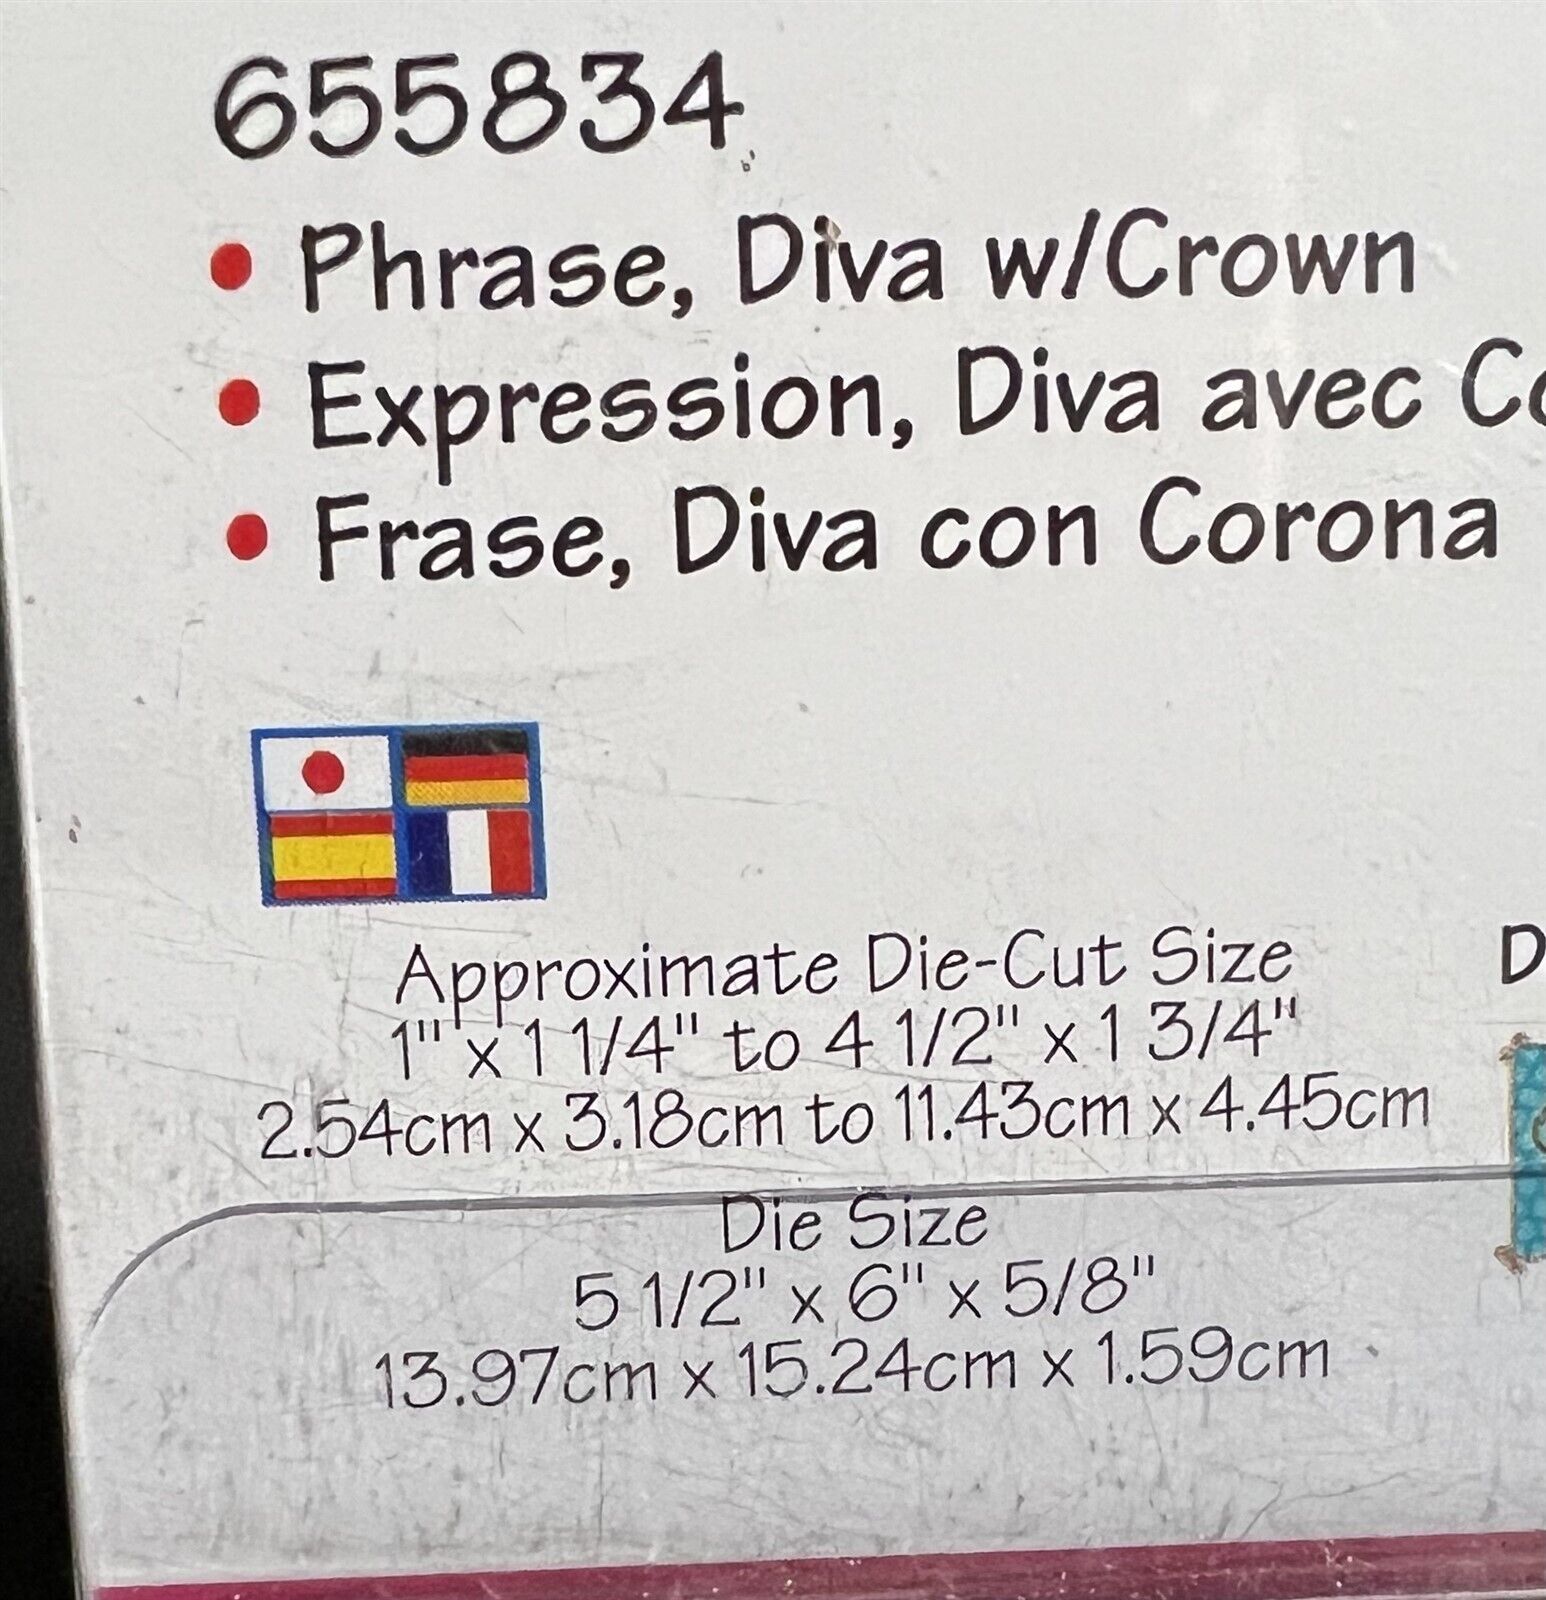 655834
• Phrase, Diva w/Crown
• Expression, Diva avec
• Frase, Diva con Corona
Approximate Die-Cut Size
1" x 1 1/4" to 4 1/2" x 1 3/4"
2.54cm x 3.18cm to 11.43cm x 4.45cm
Die Size
5 1/2" x 6" x 5/8"
13.97cm x 15.24cm x 1.59cm